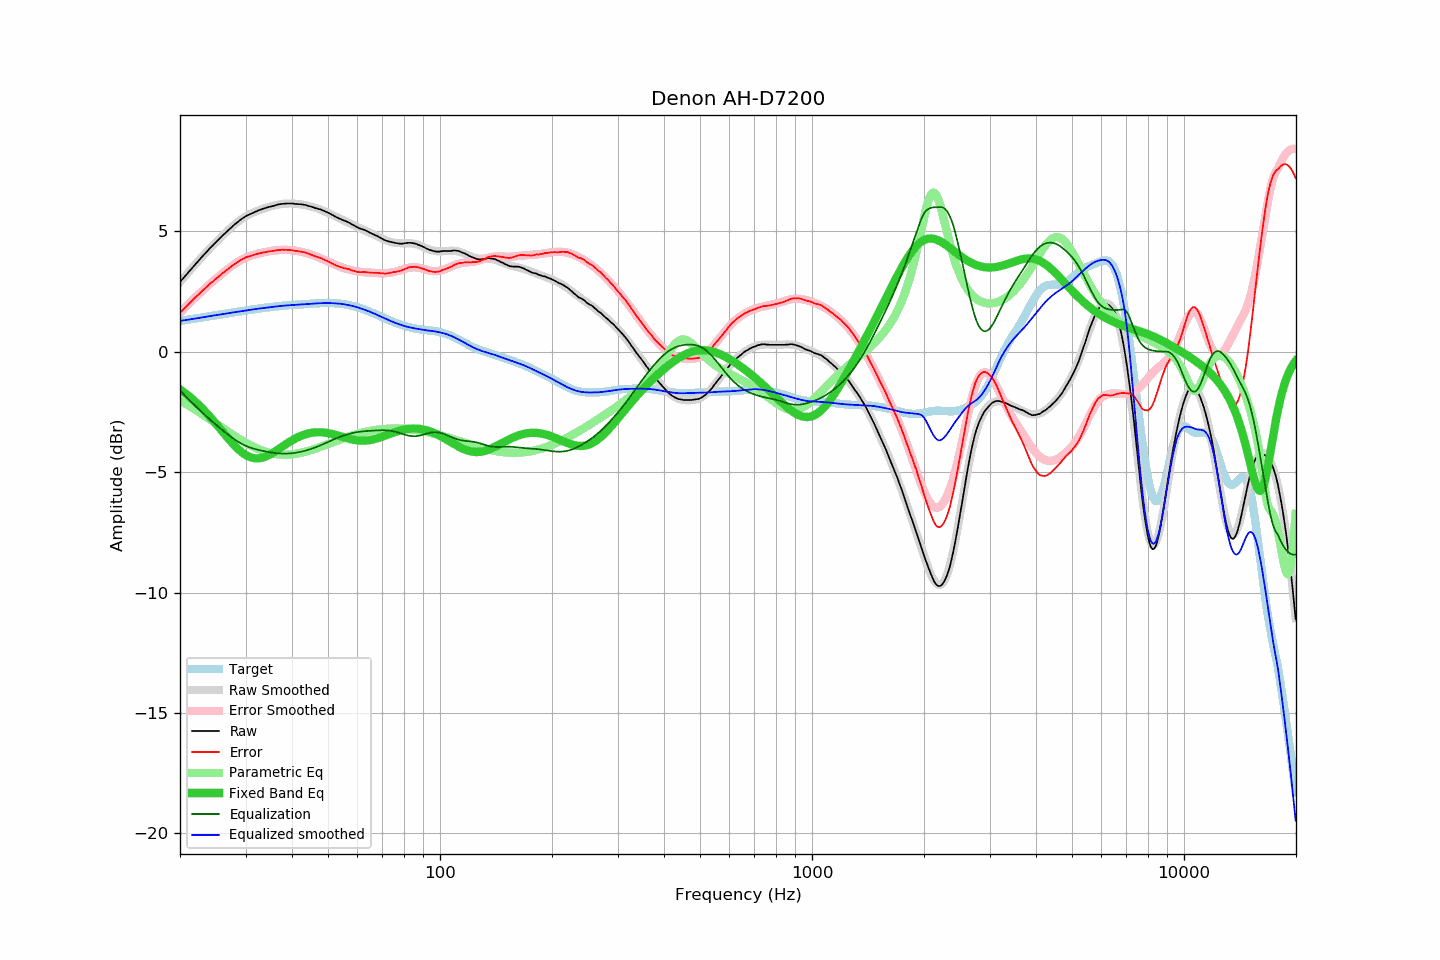 Denon AH-D7200
Amplitude (dBr)
5
0
−5
−10
−15
−20
Target
Raw Smoothed
Error Smoothed
Raw
Error
Parametric Eq
Fixed Band Eq
Equalization
Equalized smoothed
100 1000 10000
Frequency (Hz)